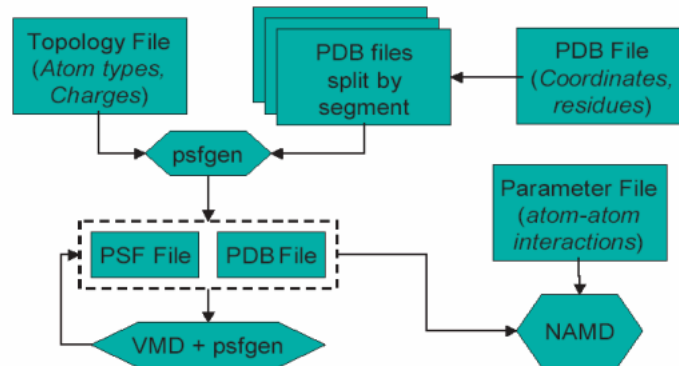 Topology File
(Atom types,
Charges)
PDB files
split by
segment
PDB File
(Coordinates,
residues)
psfgen
Parameter File
(atom-atom
interactions)
PSF File
PDB File
VMD + psfgen
NAMD